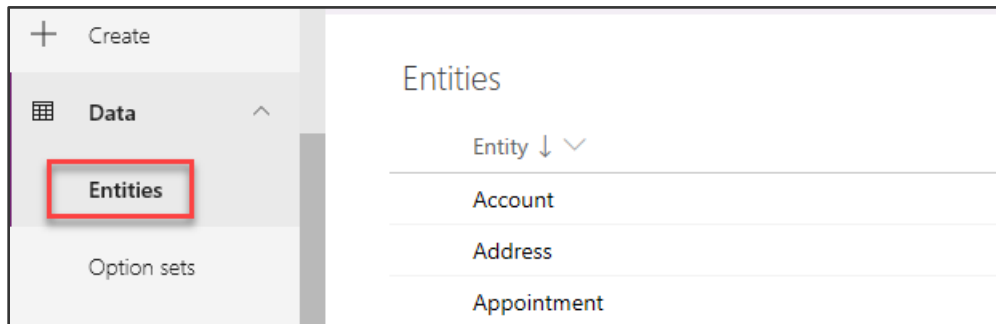 Create
Data
Entities
Option sets
Entities
Entity
Account
Address
Appointment